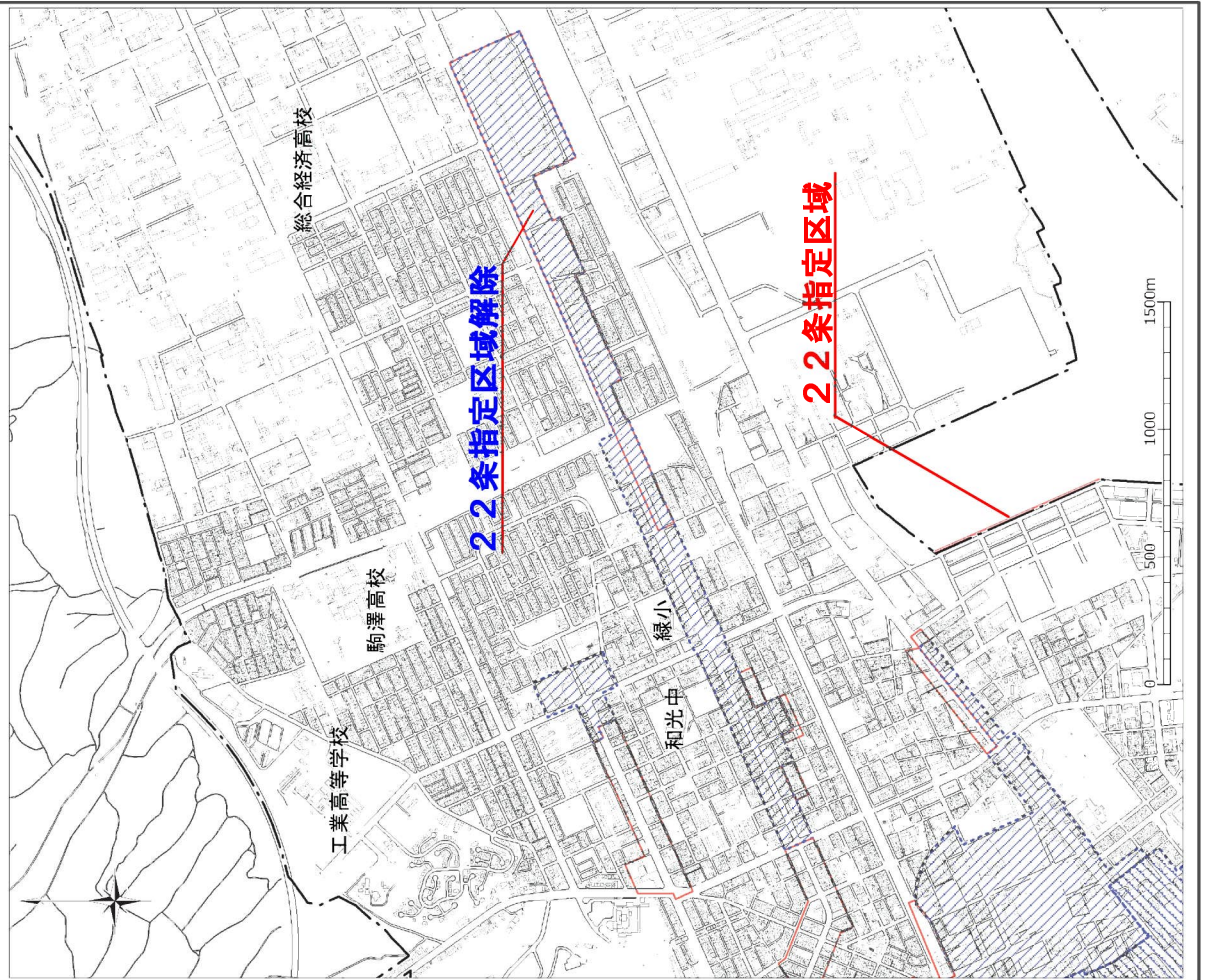 総合経済高校
22条指定区域解除
22条指定区域
駒澤高校
緑小
和光中
工業高等学校
0 500 1000 1500m